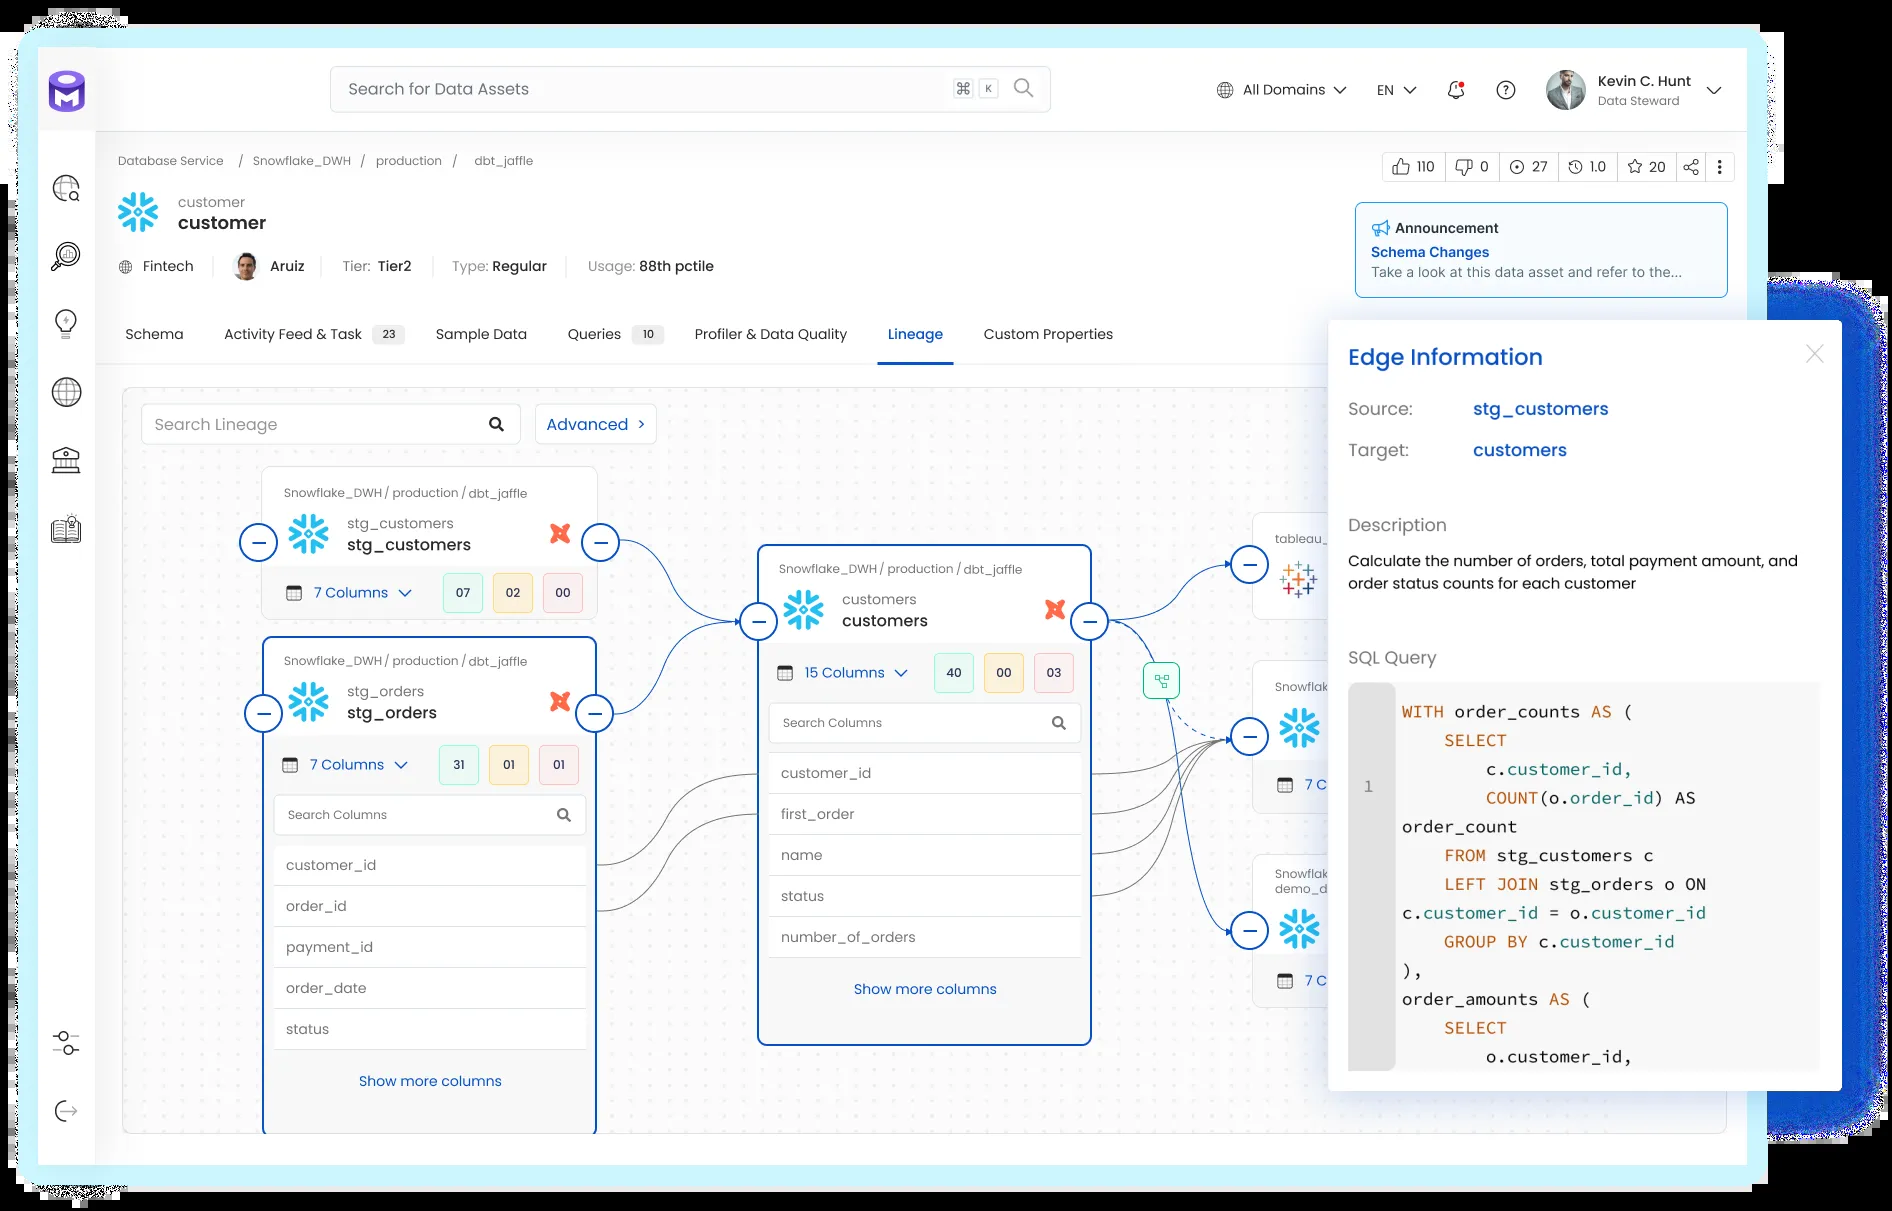 Search for Data Assets
⌘ K
All Domains
EN
Kevin C. Hunt
Data Steward
Database Service / Snowflake_DWH / production / dbt_jaffle
110
0
27
1.0
20
customer
customer
Announcement
Schema Changes
Take a look at this data asset and refer to the...
Fintech
Aruiz
Tier: Tier2
Type: Regular
Usage: 88th pctile
Schema
Activity Feed & Task 23
Sample Data
Queries 10
Profiler & Data Quality
Lineage
Custom Properties
Search Lineage
Advanced >
Snowflake_DWH / production / dbt_jaffle
stg_customers
stg_customers
7 Columns
07
02
00
Snowflake_DWH / production / dbt_jaffle
stg_orders
stg_orders
7 Columns
31
01
01
Search Columns
customer_id
order_id
payment_id
order_date
status
Show more columns
Snowflake_DWH / production / dbt_jaffle
customers
customers
15 Columns
40
00
03
Search Columns
customer_id
first_order
name
status
number_of_orders
Show more columns
tableau_
Snowflak
7 C
Snowflak
demo_d
7 C
Edge Information
Source: stg_customers
Target: customers
Description
Calculate the number of orders, total payment amount, and
order status counts for each customer
SQL Query
1
WITH order_counts AS (
SELECT
c.customer_id,
COUNT(o.order_id) AS
order_count
FROM stg_customers c
LEFT JOIN stg_orders o ON
c.customer_id = o.customer_id
GROUP BY c.customer_id
),
order_amounts AS (
SELECT
o.customer_id,